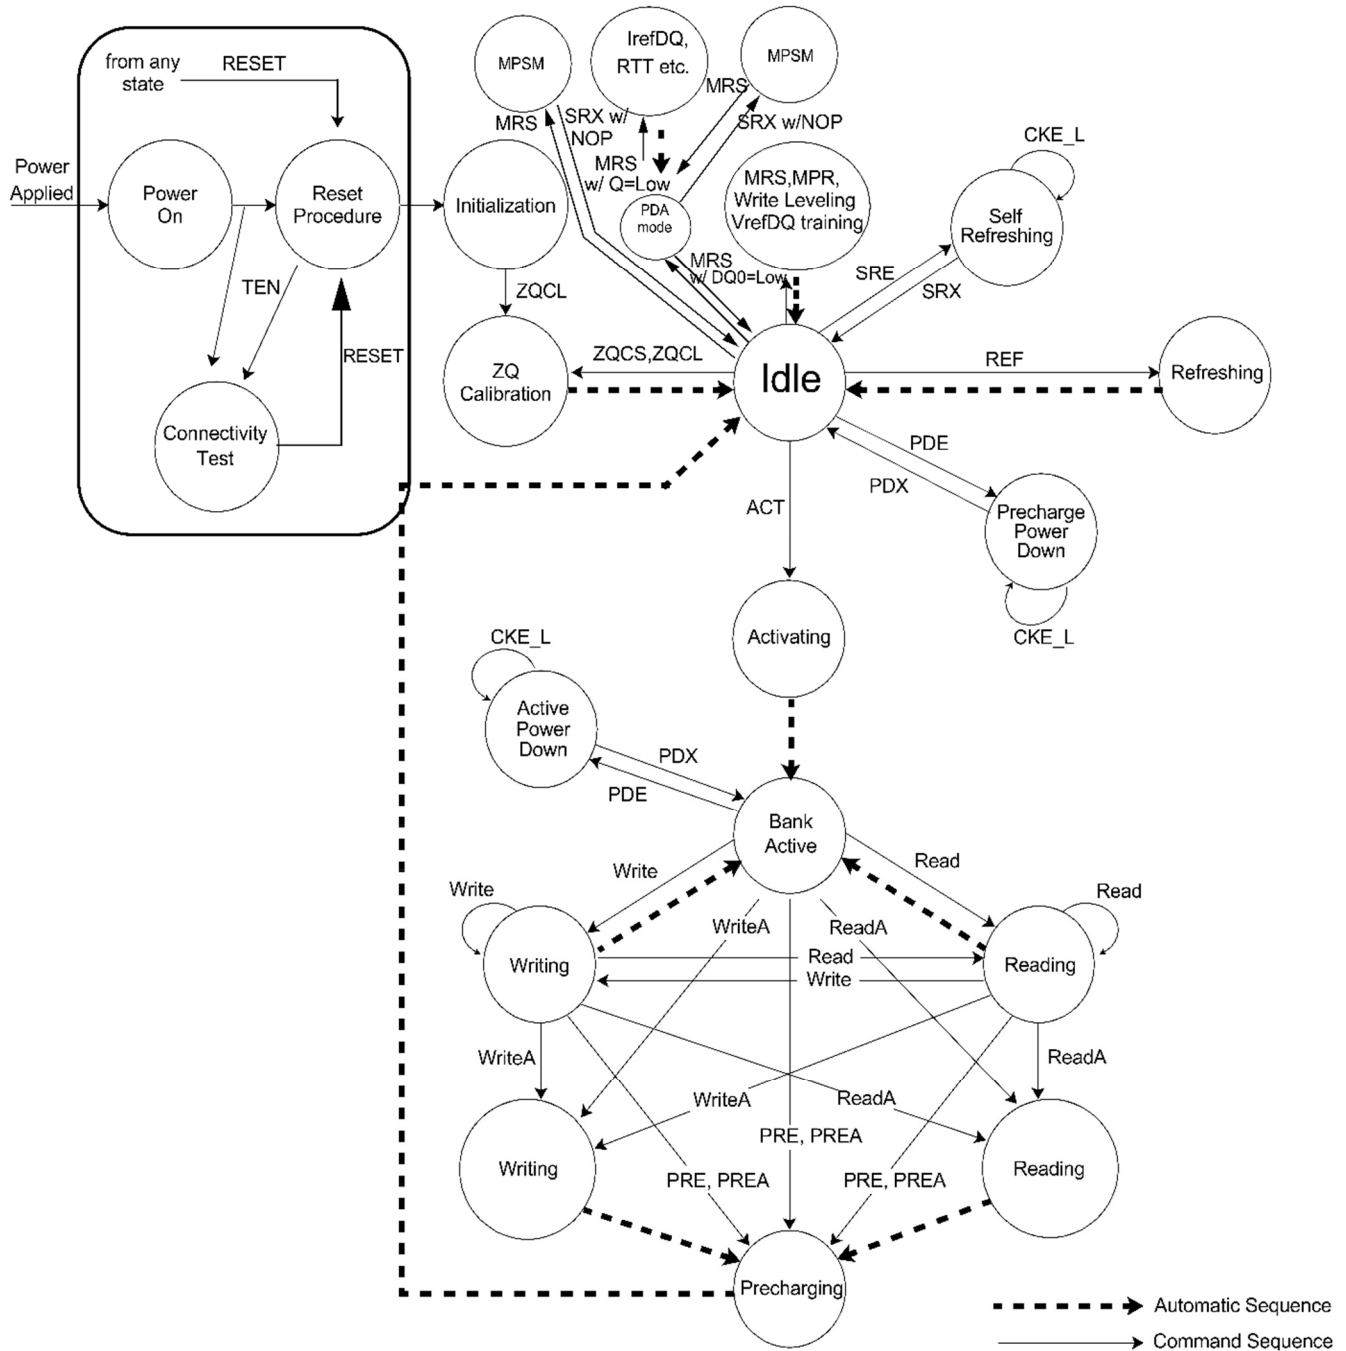 from any
state
RESET
Power
Applied
Power
On
Reset
Procedure
TEN
RESET
Connectivity
Test
MPSM
IrefDQ,
RTT etc.
MPSM
MRS
SRX w/
NOP
MRS
SRX w/NOP
MRS
w/ Q=Low
PDA
mode
MRS
w/ DQ0=Low
MRS,MPR,
Write Leveling
VrefDQ training
CKE_L
Self
Refreshing
SRE
SRX
Initialization
ZQCL
ZQ
Calibration
ZQCS,ZQCL
Idle
REF
Refreshing
PDE
PDX
Precharge
Power
Down
CKE_L
ACT
Activating
CKE_L
Active
Power
Down
PDX
PDE
Bank
Active
Write
Read
Write
Read
WriteA
ReadA
Writing
Read
Write
Reading
WriteA
ReadA
WriteA
ReadA
PRE, PREA
Writing
PRE, PREA
PRE, PREA
Reading
Precharging
Automatic Sequence
Command Sequence